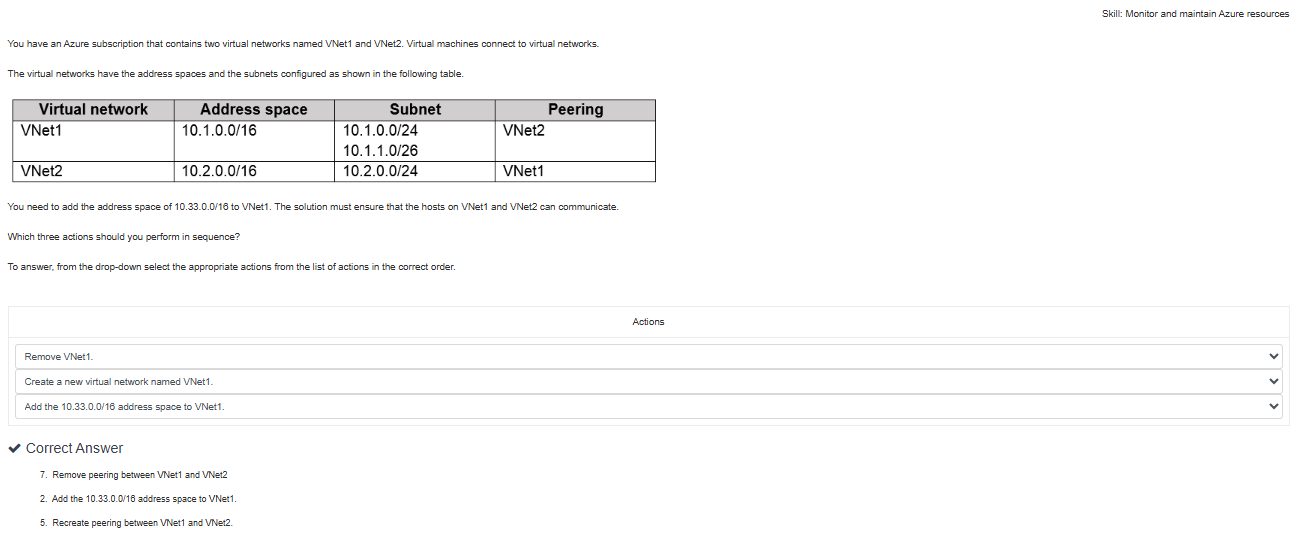 Skill: Monitor and maintain Azure resources
You have an Azure subscription that contains two virtual networks named VNet1 and VNet2. Virtual machines connect to virtual networks.
The virtual networks have the address spaces and the subnets configured as shown in the following table.
Virtual network Address space Subnet Peering
VNet1 10.1.0.0/16 10.1.0.0/24 VNet2
10.1.1.0/26
VNet2 10.2.0.0/16 10.2.0.0/24 VNet1
You need to add the address space of 10.33.0.0/16 to VNet1. The solution must ensure that the hosts on VNet1 and VNet2 can communicate.
Which three actions should you perform in sequence?
To answer, from the drop-down select the appropriate actions from the list of actions in the correct order.
Actions
Remove VNet1.
Create a new virtual network named VNet1.
Add the 10.33.0.0/16 address space to VNet1.
Correct Answer
7. Remove peering between VNet1 and VNet2
2. Add the 10.33.0.0/16 address space to VNet1.
5. Recreate peering between VNet1 and VNet2.